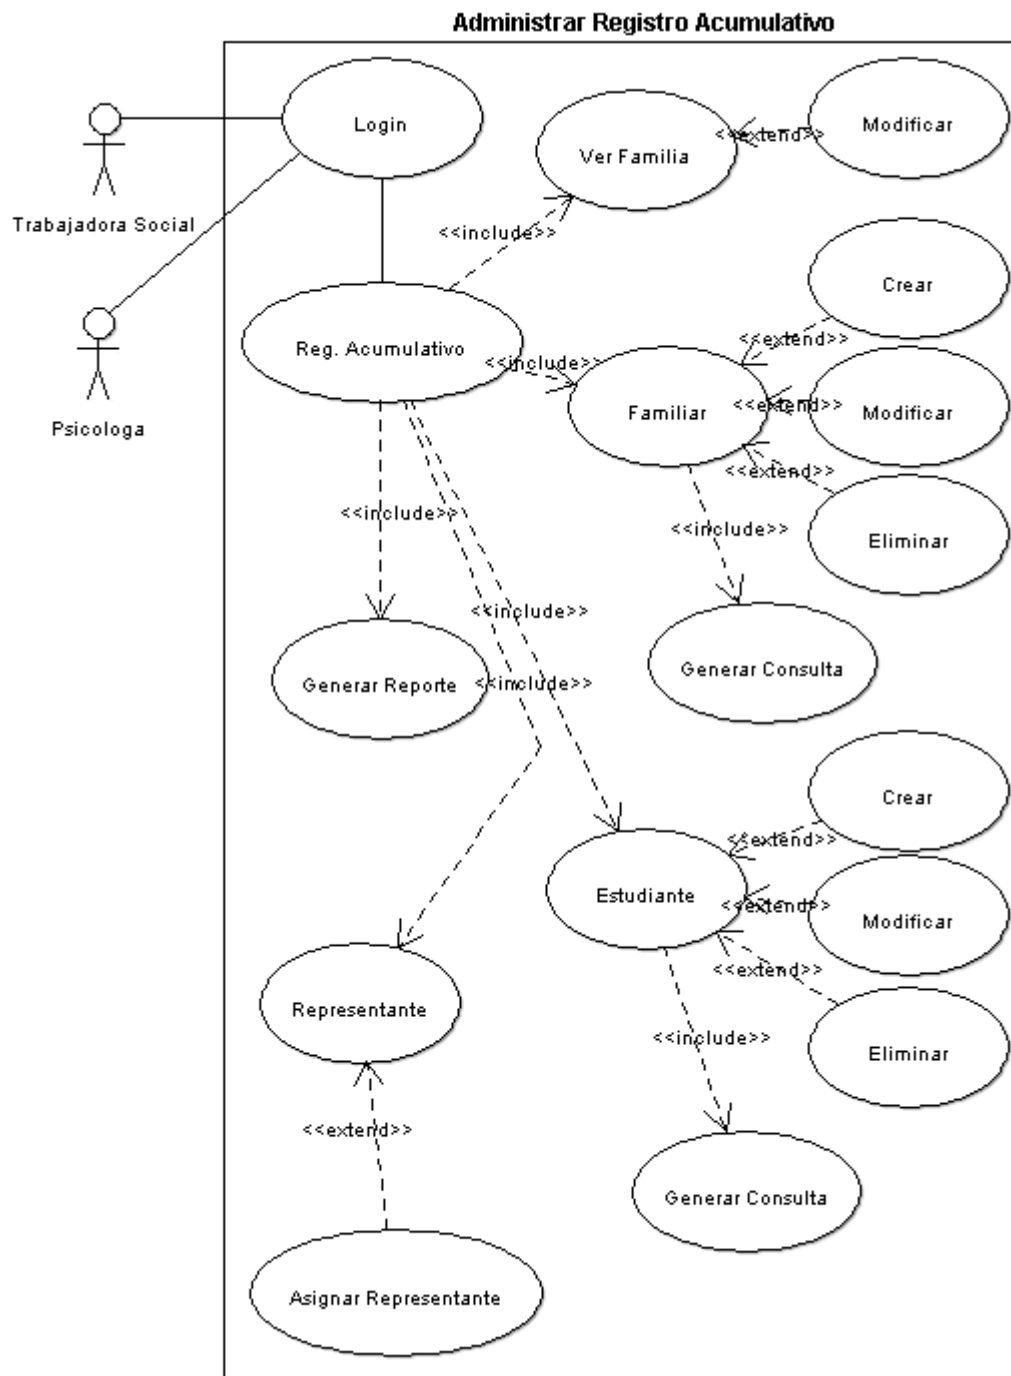 Administrar Registro Acumulativo
Login
Trabajadora Social
Psicologa
Ver Familia
<<extend>>
Modificar
<<include>>
Reg. Acumulativo
<<include>>
Familiar
<<extend>>
Crear
<<extend>>
Modificar
<<extend>>
Eliminar
<<include>>
Generar Consulta
<<include>>
Generar Reporte
<<include>>
<<include>>
Estudiante
<<extend>>
Crear
<<extend>>
Modificar
<<extend>>
Eliminar
<<include>>
Generar Consulta
Representante
<<extend>>
Asignar Representante